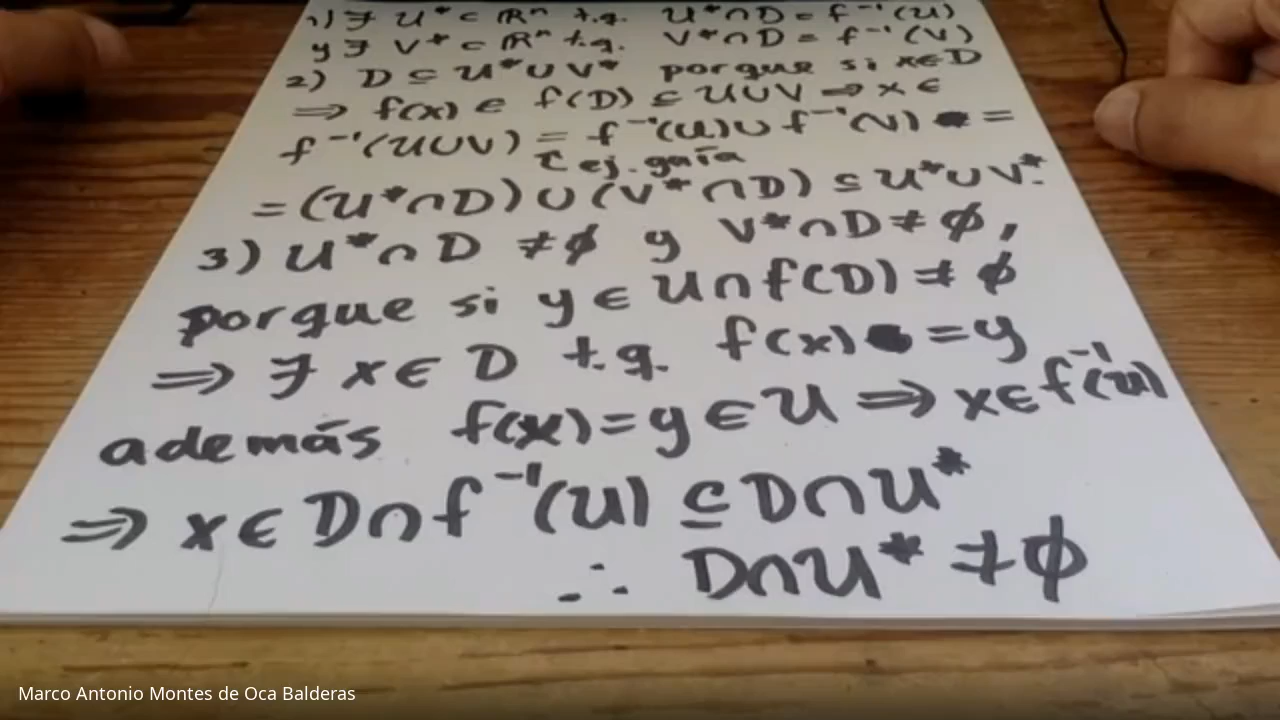 1) ∃ U* ⊂ ℝⁿ t.q. U*∩D = f⁻¹(U)
y ∃ V* ⊂ ℝⁿ t.q. V*∩D = f⁻¹(V)
2) D ⊆ U*∪V* porque si x∈D
⇒ f(x) ∈ f(D) ⊆ U∪V ⇒ x ∈
f⁻¹(U∪V) = f⁻¹(U)∪f⁻¹(V) =
↑ ej. guía
= (U*∩D)∪(V*∩D) ⊆ U*∪V*.
3) U*∩D ≠ ∅ y V*∩D ≠ ∅,
porque si y ∈ U∩f(D) ≠ ∅
⇒ ∃ x ∈ D t.q. f(x) = y
además f(x) = y ∈ U ⇒ x∈f⁻¹(U)
⇒ x ∈ D∩f⁻¹(U) ⊆ D∩U*
∴ D∩U* ≠ ∅
Marco Antonio Montes de Oca Balderas